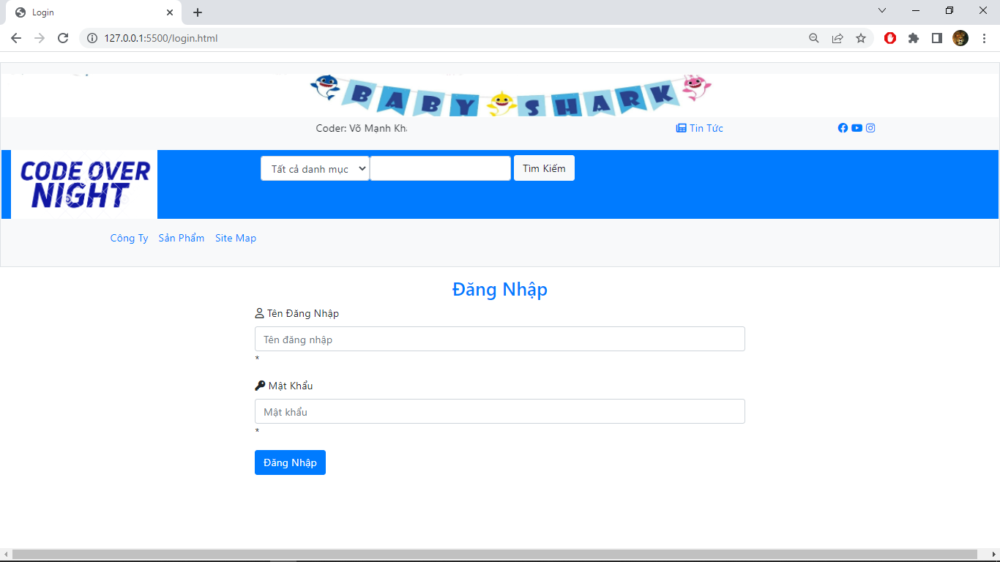 Login
127.0.0.1:5500/login.html
BABY SHARK
Coder: Võ Mạnh Kh
Tin Tức
CODE OVER
NIGHT
Tất cả danh mục
Tìm Kiếm
Công Ty Sản Phẩm Site Map
Đăng Nhập
Tên Đăng Nhập
Tên đăng nhập
*
Mật Khẩu
Mật khẩu
*
Đăng Nhập